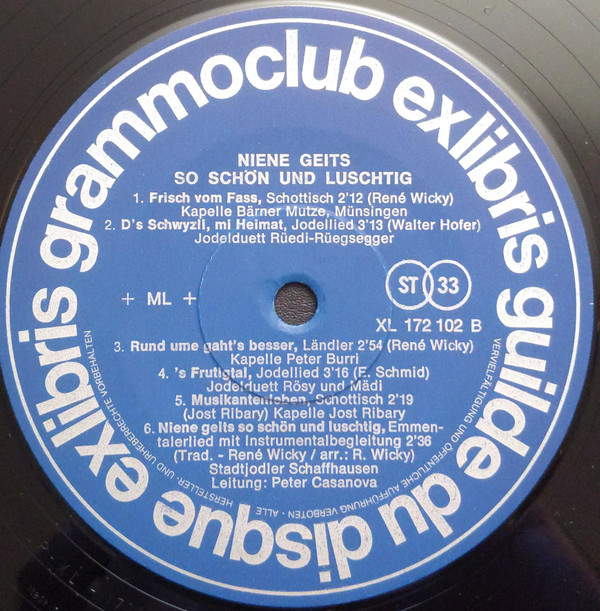 grammoclub exlibris guilde du disque exlibris
NIENE GEITS
SO SCHÖN UND LUSCHTIG
1. Frisch vom Fass, Schottisch 2'12 (René Wicky)
Kapelle Bärner Mutze, Münsingen
2. D's Schwyzli, mi Heimat, Jodellied 3'13 (Walter Hofer)
Jodelduett Rüedi-Rüegsegger
+ ML +
ST 33
XL 172 102 B
3. Rund ume gaht's besser, Ländler 2'54 (René Wicky)
Kapelle Peter Burri
4. 's Frutigtal, Jodellied 3'16 (E. Schmid)
Jodelduett Rösy und Mädi
5. Musikantenleben, Schottisch 2'19
(Jost Ribary) Kapelle Jost Ribary
6. Niene geits so schön und luschtig, Emmen-
talerlied mit Instrumentalbegleitung 2'36
(Trad. - René Wicky / arr.: R. Wicky)
Stadtjodler Schaffhausen
Leitung: Peter Casanova
ALLE HERSTELLER- UND URHEBERRECHTE VORBEHALTEN
VERVIELFÄLTIGUNG UND ÖFFENTLICHE AUFFÜHRUNG VERBOTEN